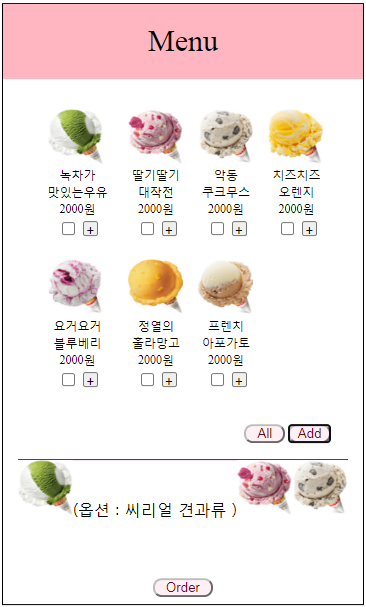 Menu
녹차가 딸기딸기 악동 치즈치즈
맛있는우유 대작전 쿠크무스 오렌지
2000원 2000원 2000원 2000원
+ + + +
요거요거 정열의 프렌치
블루베리 홀라망고 아포가토
2000원 2000원 2000원
+ + +
All Add
(옵션 : 씨리얼 견과류 )
Order